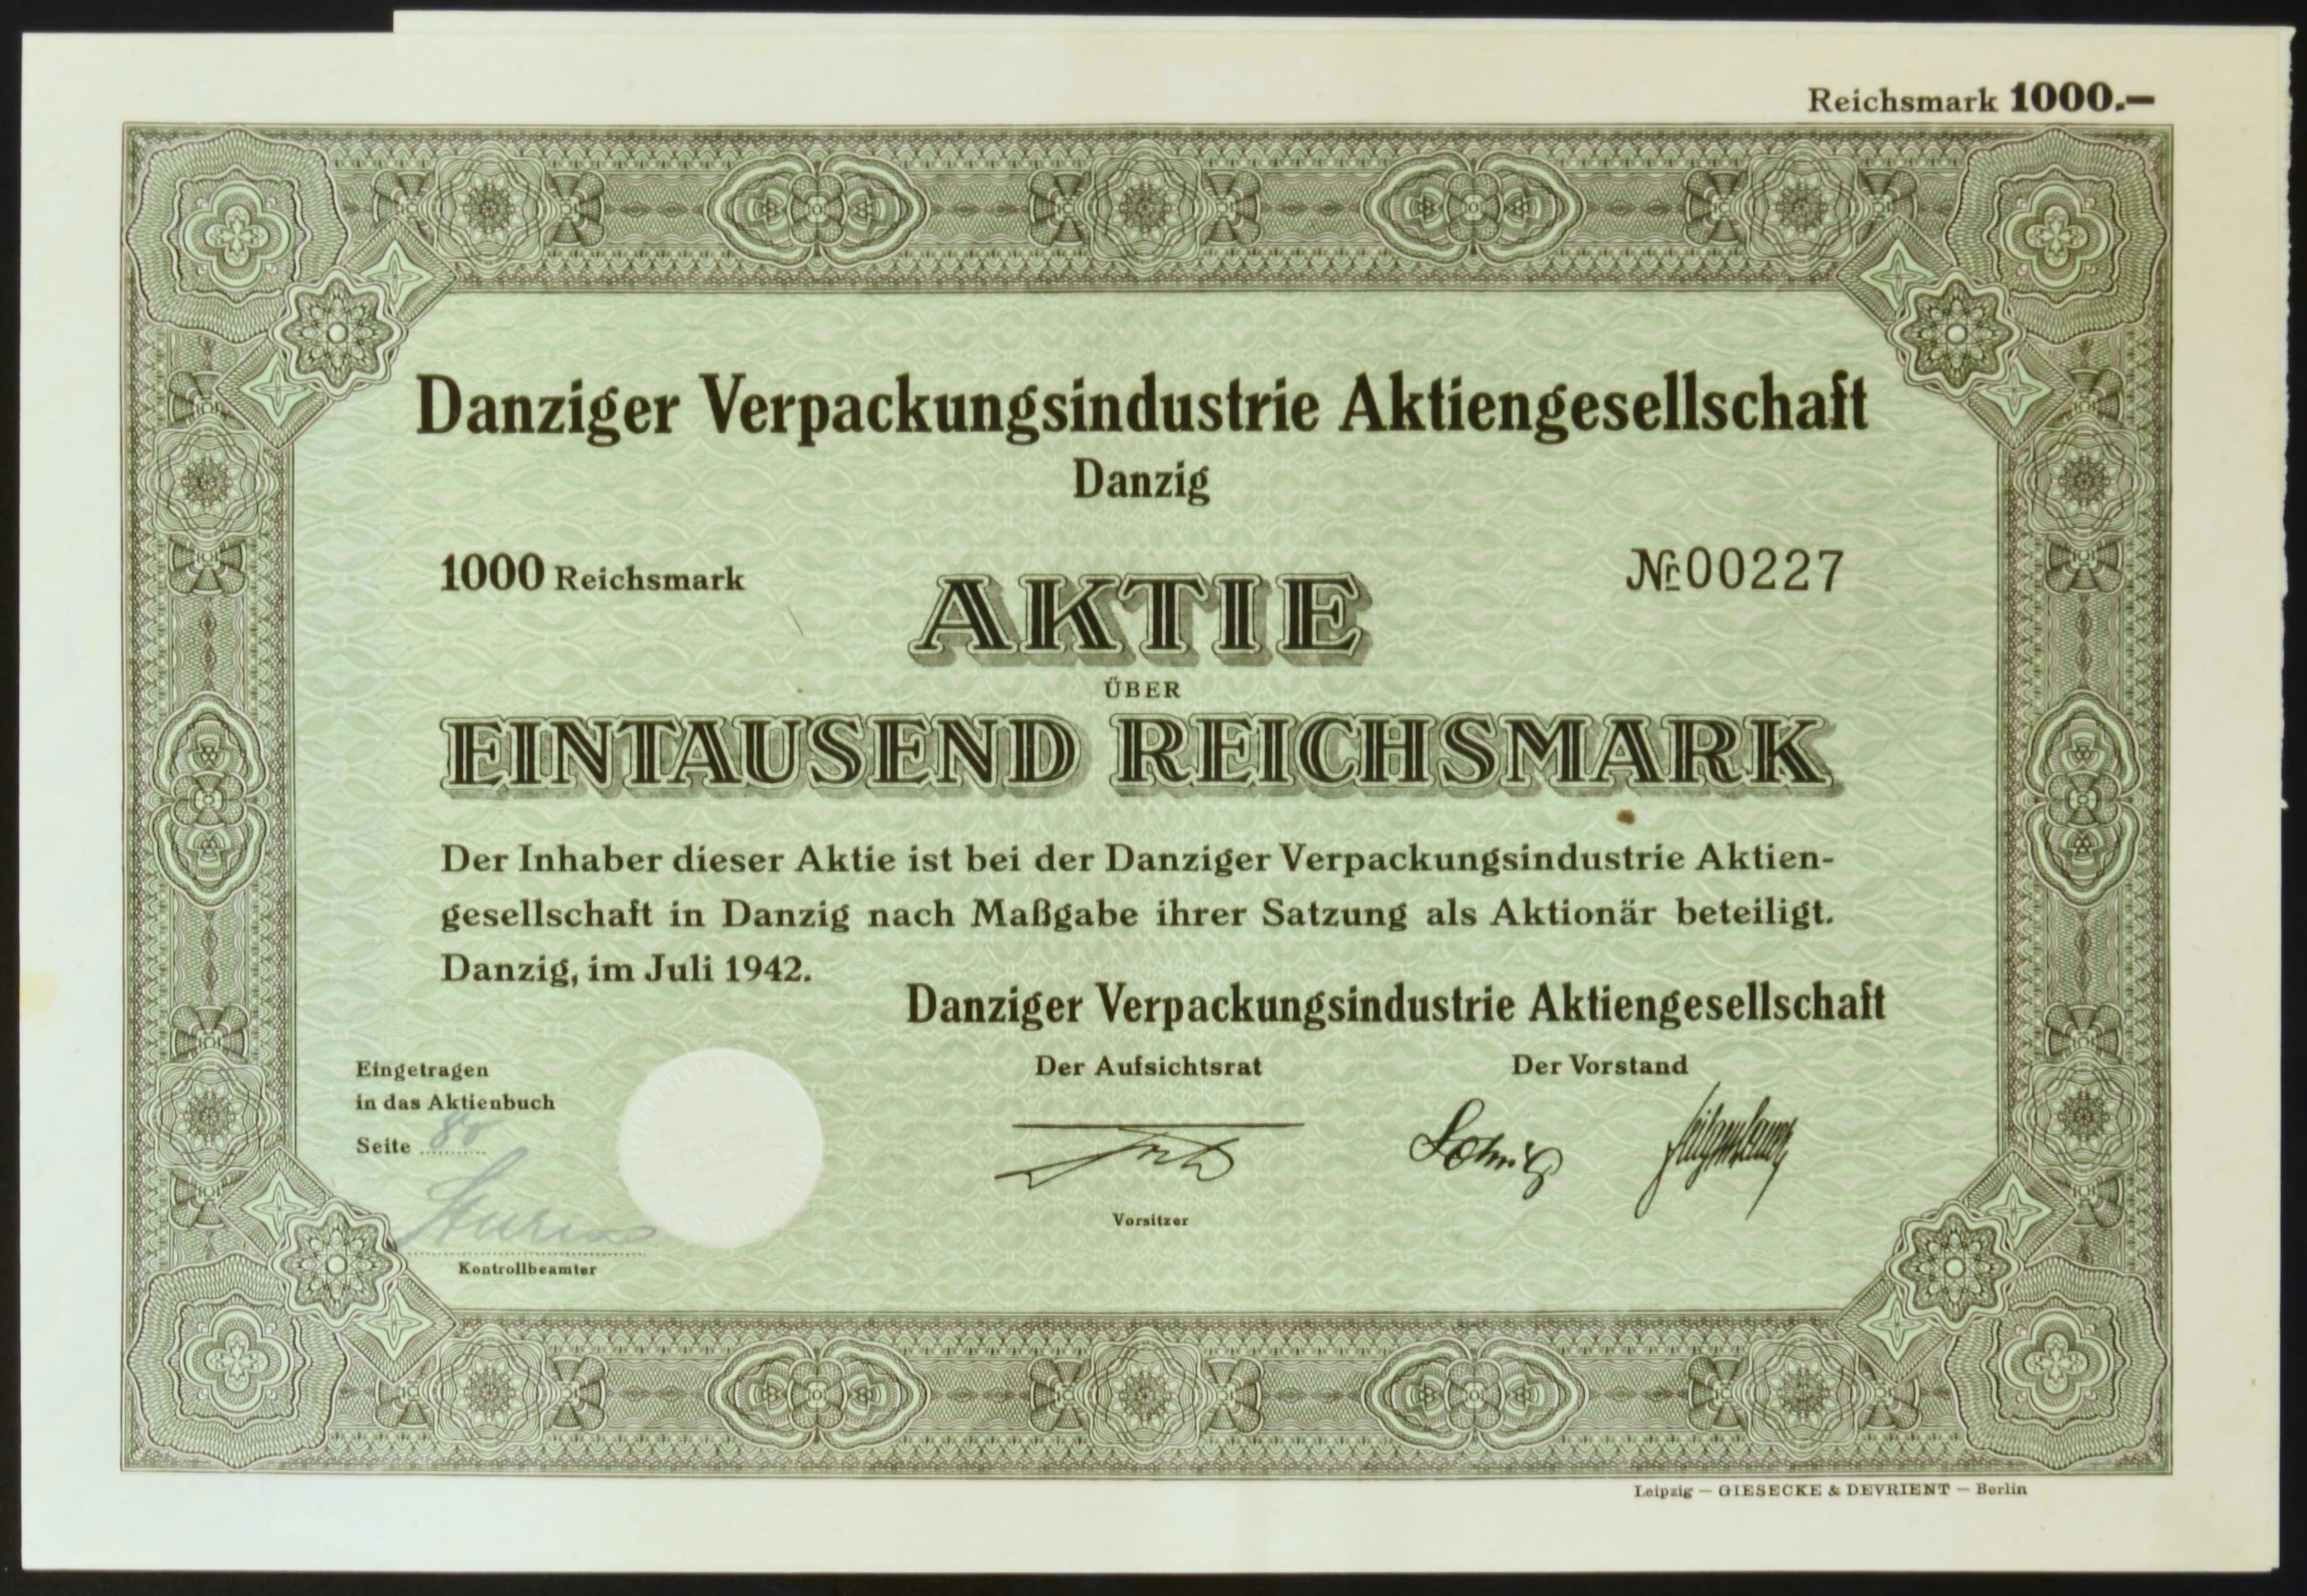 Reichsmark 1000.—
Danziger Verpackungsindustrie Aktiengesellschaft
Danzig
1000 Reichsmark
Nr 00227
AKTIE
ÜBER
EINTAUSEND REICHSMARK
Der Inhaber dieser Aktie ist bei der Danziger Verpackungsindustrie Aktien-
gesellschaft in Danzig nach Maßgabe ihrer Satzung als Aktionär beteiligt.
Danzig, im Juli 1942.
Danziger Verpackungsindustrie Aktiengesellschaft
Eingetragen
in das Aktienbuch
Seite 80
Der Aufsichtsrat
Der Vorstand
Vorsitzer
Kontrollbeamter
Leipzig — GIESECKE & DEVRIENT — Berlin